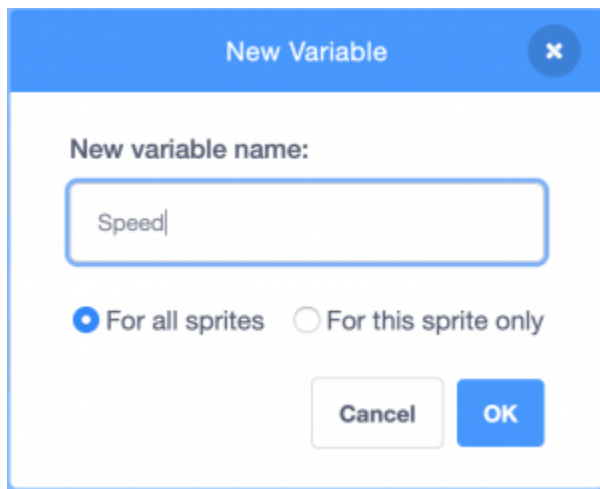 New Variable
New variable name:
Speed
For all sprites For this sprite only
Cancel OK